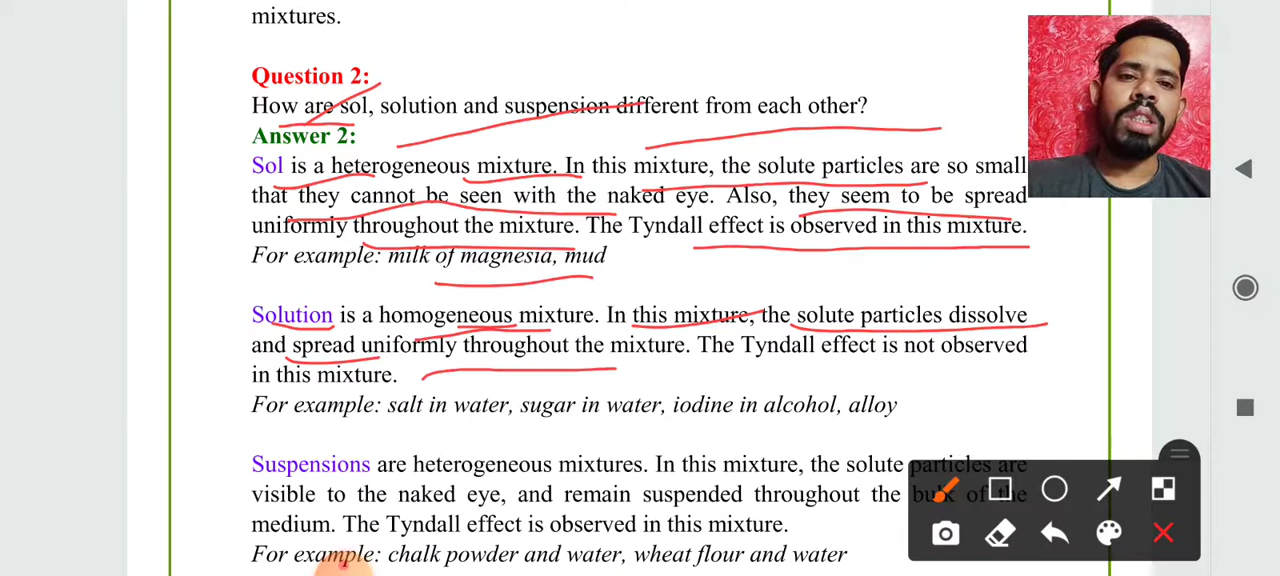 mixtures.
Question 2:
How are sol, solution and suspension different from each other?
Answer 2:
Sol is a heterogeneous mixture. In this mixture, the solute particles are so small
that they cannot be seen with the naked eye. Also, they seem to be spread
uniformly throughout the mixture. The Tyndall effect is observed in this mixture.
For example: milk of magnesia, mud
Solution is a homogeneous mixture. In this mixture, the solute particles dissolve
and spread uniformly throughout the mixture. The Tyndall effect is not observed
in this mixture.
For example: salt in water, sugar in water, iodine in alcohol, alloy
Suspensions are heterogeneous mixtures. In this mixture, the solute particles are
visible to the naked eye, and remain suspended throughout the bulk of the
medium. The Tyndall effect is observed in this mixture.
For example: chalk powder and water, wheat flour and water